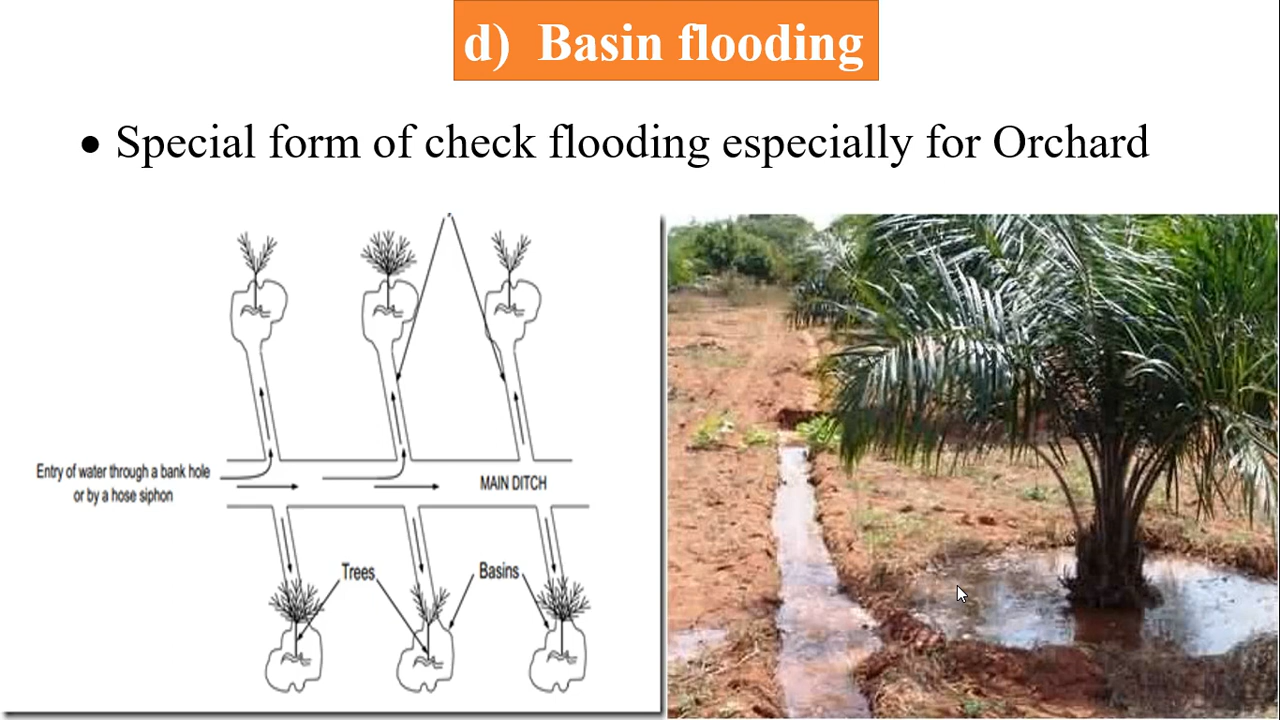 d) Basin flooding
• Special form of check flooding especially for Orchard
Entry of water through a bank hole
or by a hose siphon
MAIN DITCH
Trees
Basins